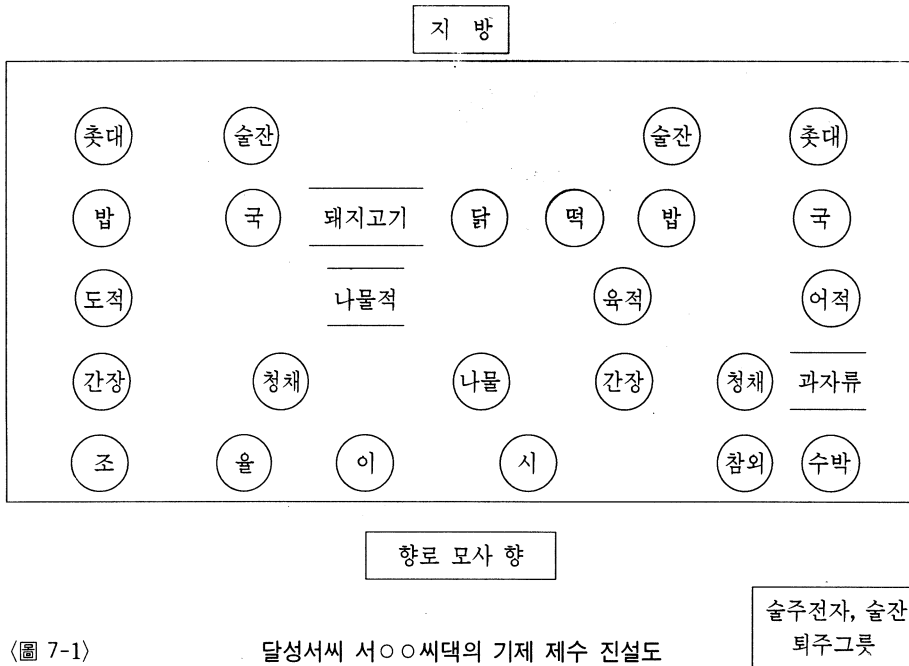 지 방
촛대 술잔 술잔 촛대
밥 국 돼지고기 닭 떡 밥 국
도적 나물적 육적 어적
간장 청채 나물 간장 청채 과자류
조 율 이 시 참외 수박
향로 모사 향
술주전자, 술잔
퇴주그릇
〈圖 7-1〉 달성서씨 서○○씨댁의 기제 제수 진설도